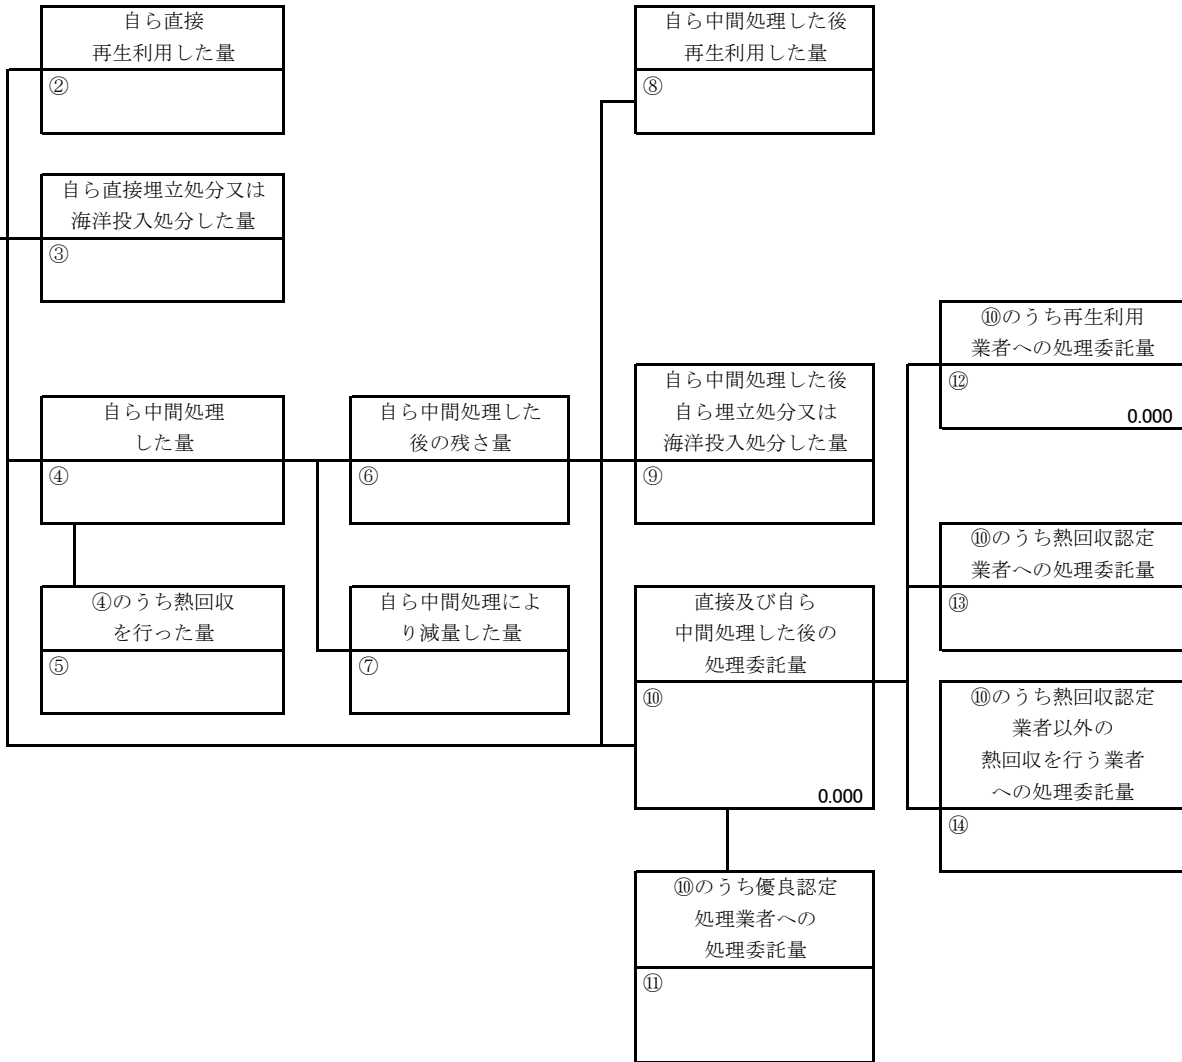 自ら直接
再生利用した量
②
自ら中間処理した後
再生利用した量
⑧
自ら直接埋立処分又は
海洋投入処分した量
③
⑩のうち再生利用
業者への処理委託量
⑫
0.000
自ら中間処理
した量
④
自ら中間処理した
後の残さ量
⑥
自ら中間処理した後
自ら埋立処分又は
海洋投入処分した量
⑨
⑩のうち熱回収認定
業者への処理委託量
⑬
④のうち熱回収
を行った量
⑤
自ら中間処理によ
り減量した量
⑦
直接及び自ら
中間処理した後の
処理委託量
⑩
0.000
⑩のうち熱回収認定
業者以外の
熱回収を行う業者
への処理委託量
⑭
⑩のうち優良認定
処理業者への
処理委託量
⑪